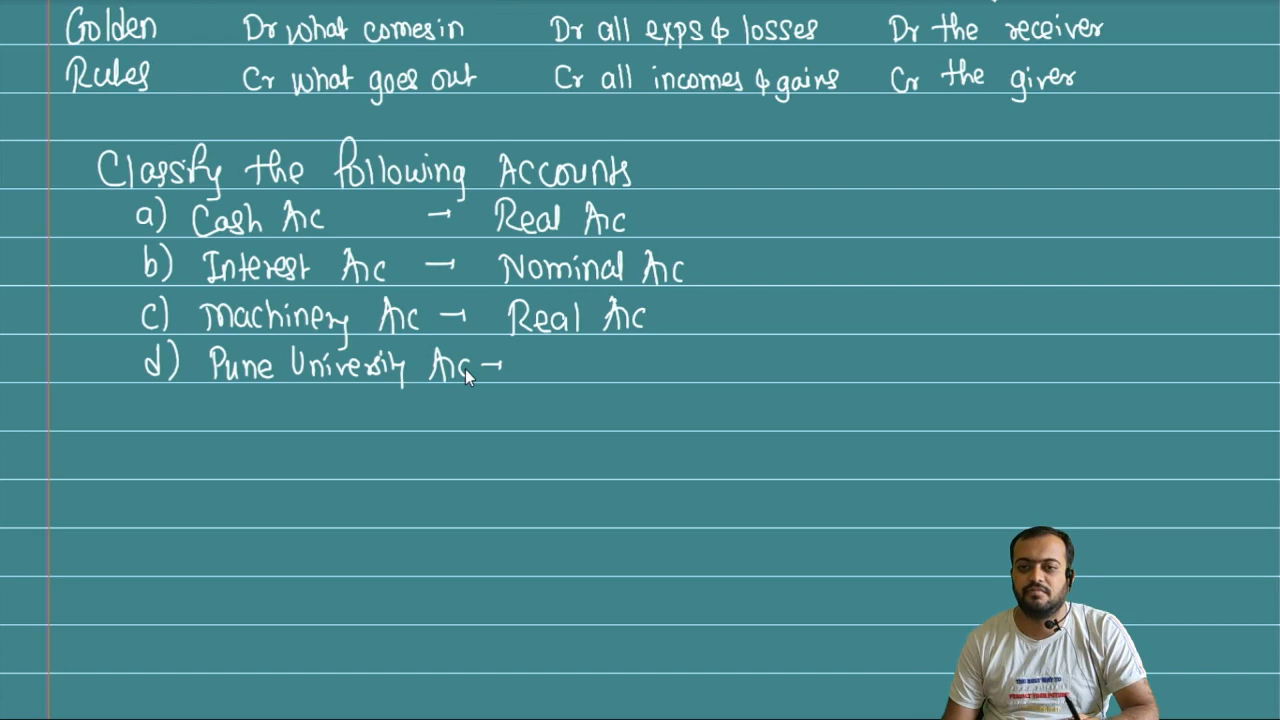 Golden Dr what comes in Dr all exps & losses Dr the receiver
Rules Cr what goes out Cr all incomes & gains Cr the giver
Classify the following Accounts
a) Cash A/c → Real A/c
b) Interest A/c → Nominal A/c
c) Machinery A/c → Real A/c
d) Pune University A/c →